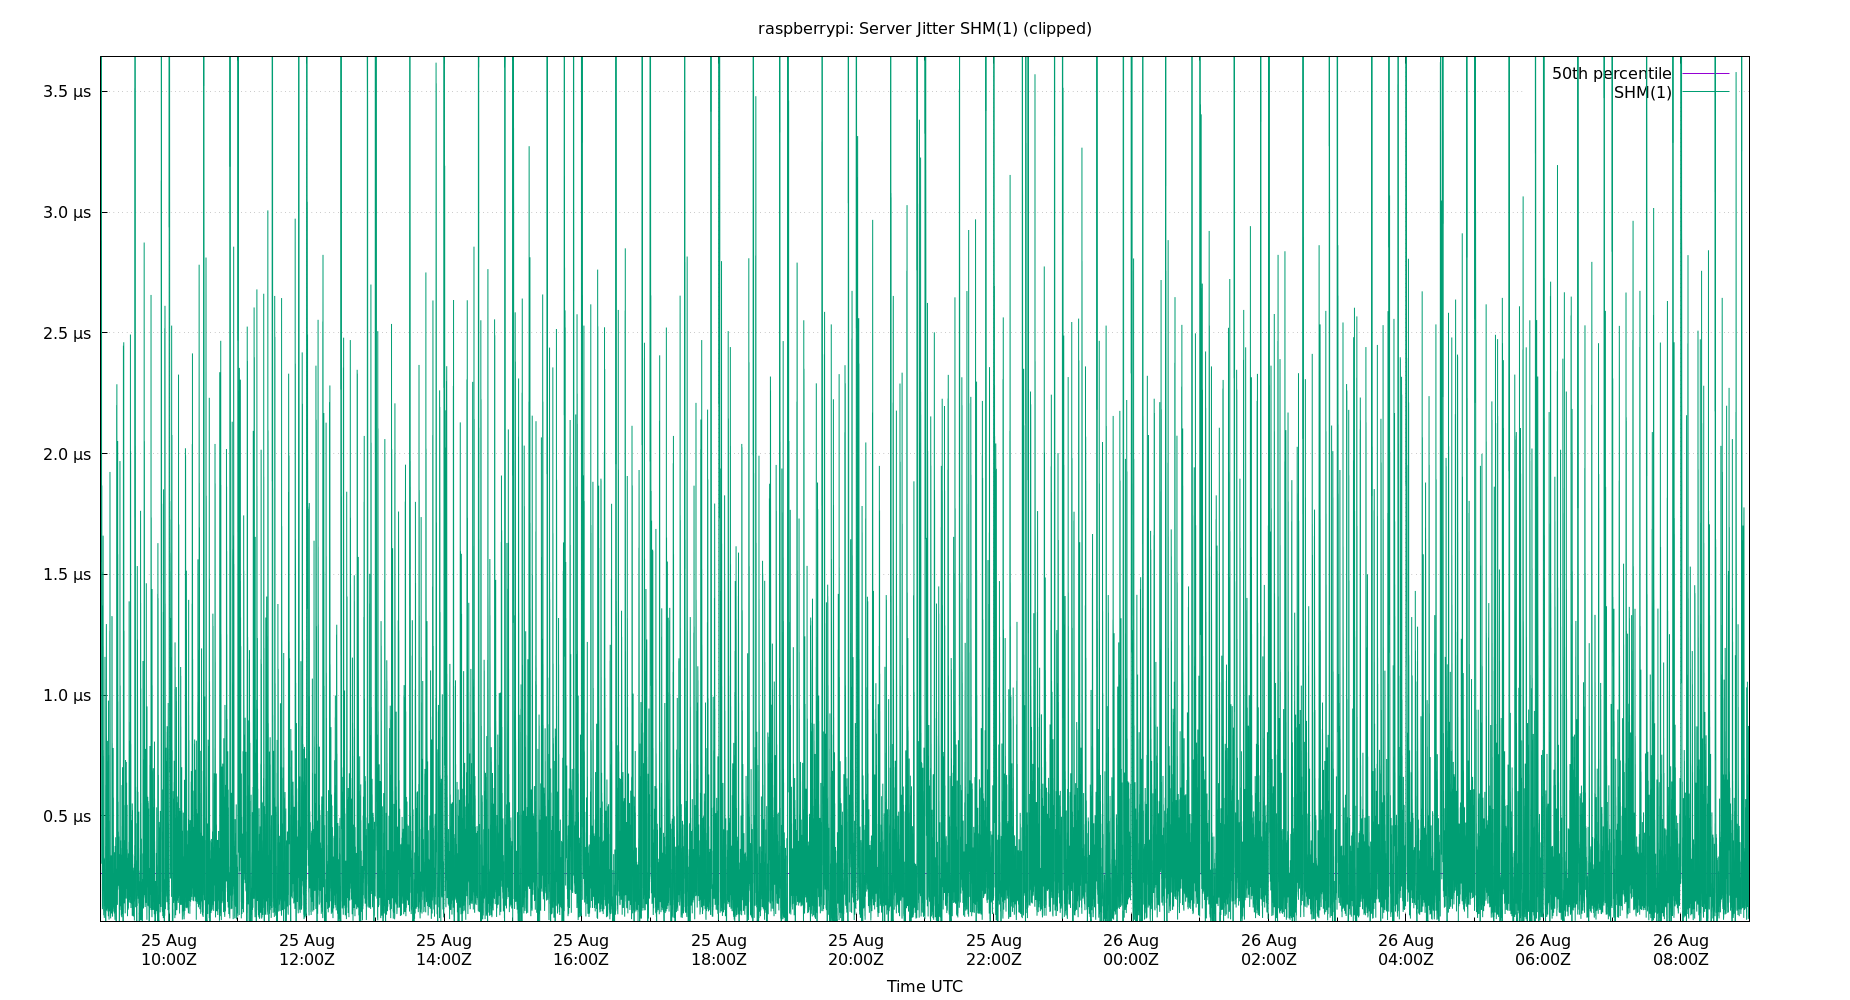 raspberrypi: Server Jitter SHM(1) (clipped)
50th percentile
SHM(1)
3.5 µs
3.0 µs
2.5 µs
2.0 µs
1.5 µs
1.0 µs
0.5 µs
25 Aug 25 Aug 25 Aug 25 Aug 25 Aug 25 Aug 25 Aug 26 Aug 26 Aug 26 Aug 26 Aug 26 Aug
10:00Z 12:00Z 14:00Z 16:00Z 18:00Z 20:00Z 22:00Z 00:00Z 02:00Z 04:00Z 06:00Z 08:00Z
Time UTC